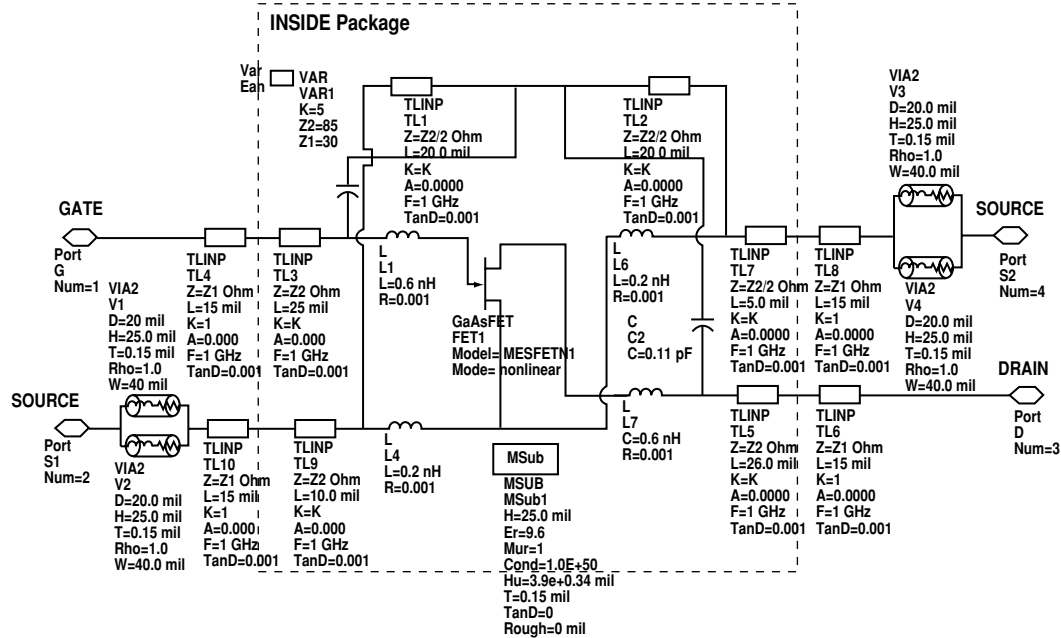 INSIDE Package
Var
Ean
VAR
VAR1
K=5
Z2=85
Z1=30
TLINP
TL1
Z=Z2/2 Ohm
L=20 0 mil
K=K
A=0.0000
F=1 GHz
TanD=0.001
TLINP
TL2
Z=Z2/2 Ohm
L=20 0 mil
K=K
A=0.0000
F=1 GHz
TanD=0.001
VIA2
V3
D=20.0 mil
H=25.0 mil
T=0.15 mil
Rho=1.0
W=40.0 mil
GATE
Port
G
Num=1
TLINP
TL4
Z=Z1 Ohm
L=15 mil
K=1
A=0.000
F=1 GHz
TanD=0.001
TLINP
TL3
Z=Z2 Ohm
L=25 mil
K=K
A=0.000
F=1 GHz
TanD=0.001
L
L1
L=0.6 nH
R=0.001
GaAsFET
FET1
Model= MESFETN1
Mode= nonlinear
L
L6
L=0.2 nH
R=0.001
C
C2
C=0.11 pF
TLINP
TL7
Z=Z2/2 Ohm
L=5.0 mil
K=K
A=0.0000
F=1 GHz
TanD=0.001
TLINP
TL8
Z=Z1 Ohm
L=15 mil
K=1
A=0.0000
F=1 GHz
TanD=0.001
SOURCE
Port
S2
Num=4
VIA2
V4
D=20.0 mil
H=25.0 mil
T=0.15 mil
Rho=1.0
W=40.0 mil
VIA2
V1
D=20 mil
H=25.0 mil
T=0.15 mil
Rho=1.0
W=40 mil
SOURCE
Port
S1
Num=2
VIA2
V2
D=20.0 mil
H=25.0 mil
T=0.15 mil
Rho=1.0
W=40.0 mil
TLINP
TL10
Z=Z1 Ohm
L=15 mil
K=1
A=0.000
F=1 GHz
TanD=0.001
TLINP
TL9
Z=Z2 Ohm
L=10.0 mil
K=K
A=0.000
F=1 GHz
TanD=0.001
L
L4
L=0.2 nH
R=0.001
MSub
MSUB
MSub1
H=25.0 mil
Er=9.6
Mur=1
Cond=1.0E+50
Hu=3.9e+0.34 mil
T=0.15 mil
TanD=0
Rough=0 mil
L
L7
C=0.6 nH
R=0.001
TLINP
TL5
Z=Z2 Ohm
L=26.0 mil
K=K
A=0.0000
F=1 GHz
TanD=0.001
TLINP
TL6
Z=Z1 Ohm
L=15 mil
K=1
A=0.0000
F=1 GHz
TanD=0.001
DRAIN
Port
D
Num=3